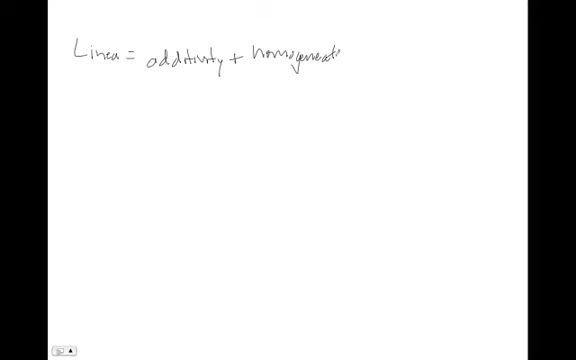 Linea = additivity + homogeneat